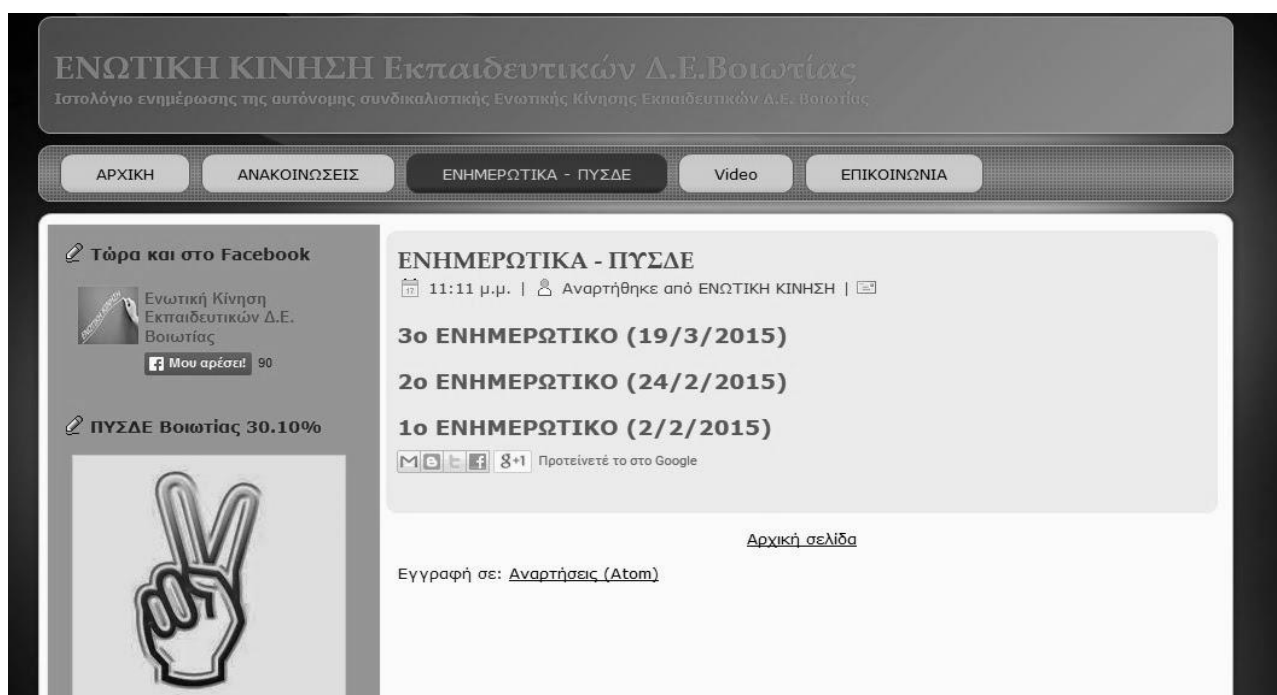 ΕΝΩΤΙΚΗ ΚΙΝΗΣΗ Εκπαιδευτικών Δ.Ε.Βοιωτίας
Ιστολόγιο ενημέρωσης της αυτόνομης συνδικαλιστικής Ενωτικής Κίνησης Εκπαιδευτικών Δ.Ε. Βοιωτίας
ΑΡΧΙΚΗ
ΑΝΑΚΟΙΝΩΣΕΙΣ
ΕΝΗΜΕΡΩΤΙΚΑ - ΠΥΣΔΕ
Video
ΕΠΙΚΟΙΝΩΝΙΑ
Τώρα και στο Facebook
ΕΝΩΤΙΚΗ ΚΙΝΗΣΗ
Ενωτική Κίνηση
Εκπαιδευτικών Δ.Ε.
Βοιωτίας
Μου αρέσει! 90
ΠΥΣΔΕ Βοιωτίας 30.10%
ΕΝΗΜΕΡΩΤΙΚΑ - ΠΥΣΔΕ
17 11:11 μ.μ. | Αναρτήθηκε από ΕΝΩΤΙΚΗ ΚΙΝΗΣΗ |
3ο ΕΝΗΜΕΡΩΤΙΚΟ (19/3/2015)
2ο ΕΝΗΜΕΡΩΤΙΚΟ (24/2/2015)
1ο ΕΝΗΜΕΡΩΤΙΚΟ (2/2/2015)
g+1 Προτείνετέ το στο Google
Αρχική σελίδα
Εγγραφή σε: Αναρτήσεις (Atom)